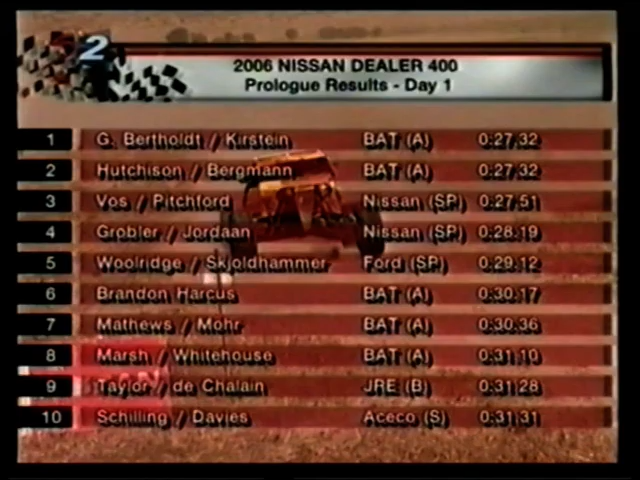 2
2006 NISSAN DEALER 400
Prologue Results - Day 1
1 G. Bertholdt / Kirstein BAT (A) 0:27:32
2 Hutchison / Bergmann BAT (A) 0:27:32
3 Vos / Pitchford Nissan (SP) 0:27:51
4 Grobler / Jordaan Nissan (SP) 0:28:19
5 Woolridge / Skjoldhammer Ford (SP) 0:29:12
6 Brandon Harcus BAT (A) 0:30:17
7 Mathews / Mohr BAT (A) 0:30:36
8 Marsh / Whitehouse BAT (A) 0:31:10
9 Taylor / de Chalain JRE (B) 0:31:28
10 Schilling / Davies Aceco (S) 0:31:31